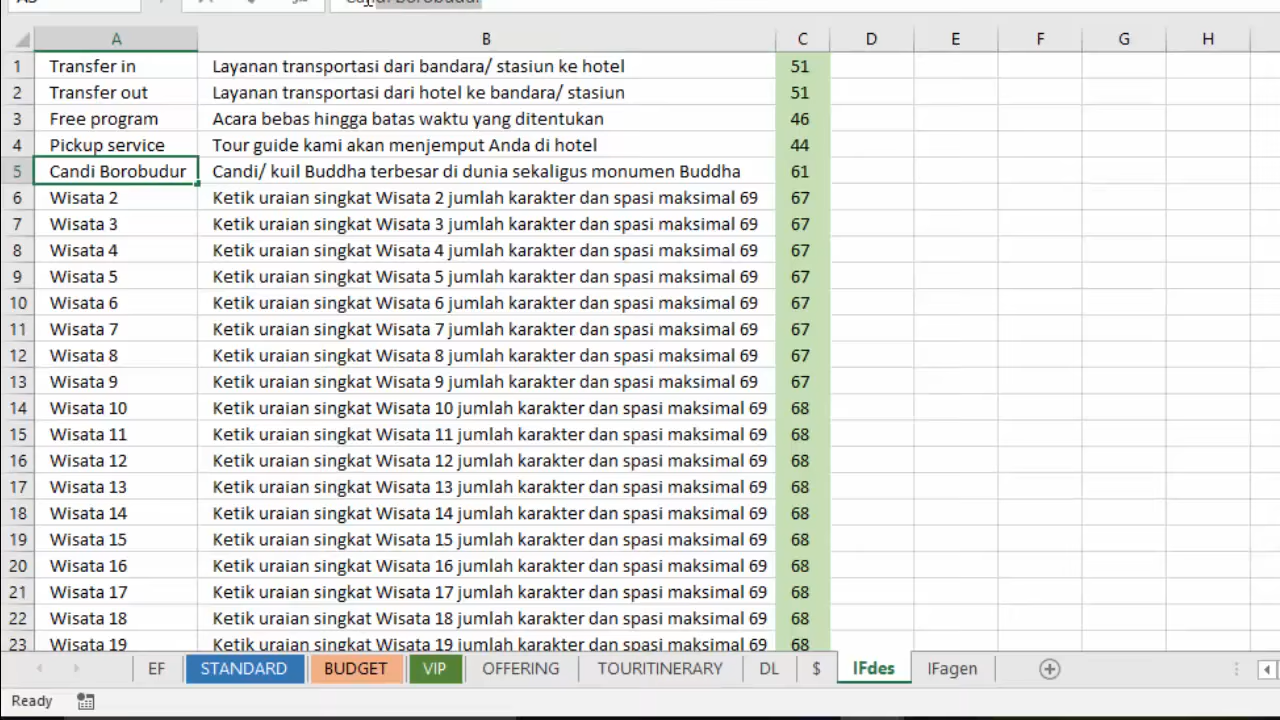 A B C D E F G H
1 Transfer in Layanan transportasi dari bandara/ stasiun ke hotel 51
2 Transfer out Layanan transportasi dari hotel ke bandara/ stasiun 51
3 Free program Acara bebas hingga batas waktu yang ditentukan 46
4 Pickup service Tour guide kami akan menjemput Anda di hotel 44
5 Candi Borobudur Candi/ kuil Buddha terbesar di dunia sekaligus monumen Buddha 61
6 Wisata 2 Ketik uraian singkat Wisata 2 jumlah karakter dan spasi maksimal 69 67
7 Wisata 3 Ketik uraian singkat Wisata 3 jumlah karakter dan spasi maksimal 69 67
8 Wisata 4 Ketik uraian singkat Wisata 4 jumlah karakter dan spasi maksimal 69 67
9 Wisata 5 Ketik uraian singkat Wisata 5 jumlah karakter dan spasi maksimal 69 67
10 Wisata 6 Ketik uraian singkat Wisata 6 jumlah karakter dan spasi maksimal 69 67
11 Wisata 7 Ketik uraian singkat Wisata 7 jumlah karakter dan spasi maksimal 69 67
12 Wisata 8 Ketik uraian singkat Wisata 8 jumlah karakter dan spasi maksimal 69 67
13 Wisata 9 Ketik uraian singkat Wisata 9 jumlah karakter dan spasi maksimal 69 67
14 Wisata 10 Ketik uraian singkat Wisata 10 jumlah karakter dan spasi maksimal 69 68
15 Wisata 11 Ketik uraian singkat Wisata 11 jumlah karakter dan spasi maksimal 69 68
16 Wisata 12 Ketik uraian singkat Wisata 12 jumlah karakter dan spasi maksimal 69 68
17 Wisata 13 Ketik uraian singkat Wisata 13 jumlah karakter dan spasi maksimal 69 68
18 Wisata 14 Ketik uraian singkat Wisata 14 jumlah karakter dan spasi maksimal 69 68
19 Wisata 15 Ketik uraian singkat Wisata 15 jumlah karakter dan spasi maksimal 69 68
20 Wisata 16 Ketik uraian singkat Wisata 16 jumlah karakter dan spasi maksimal 69 68
21 Wisata 17 Ketik uraian singkat Wisata 17 jumlah karakter dan spasi maksimal 69 68
22 Wisata 18 Ketik uraian singkat Wisata 18 jumlah karakter dan spasi maksimal 69 68
23 Wisata 19 Ketik uraian singkat Wisata 19 jumlah karakter dan spasi maksimal 69 68
EF STANDARD BUDGET VIP OFFERING TOURITINERARY DL $ IFdes IFagen
Ready